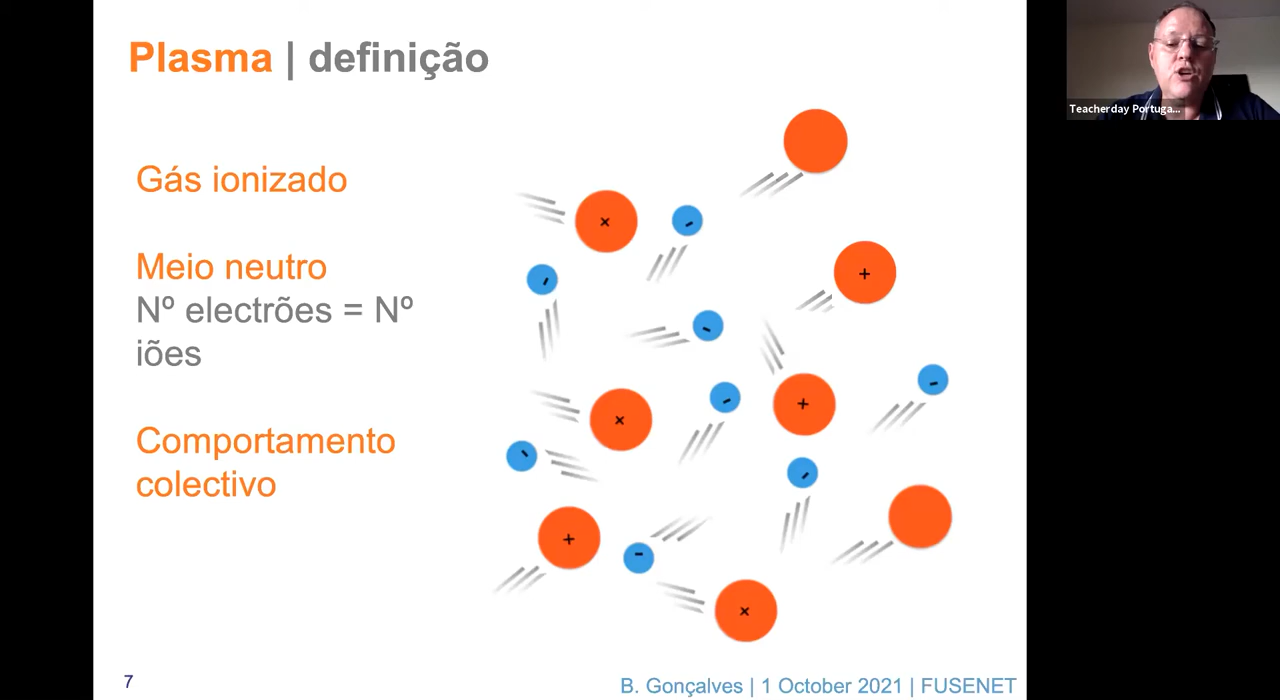 Plasma | definição
Gás ionizado
Meio neutro
Nº electrões = Nº
iões
Comportamento
colectivo
7
B. Gonçalves | 1 October 2021 | FUSENET
Teacherday Portuga...